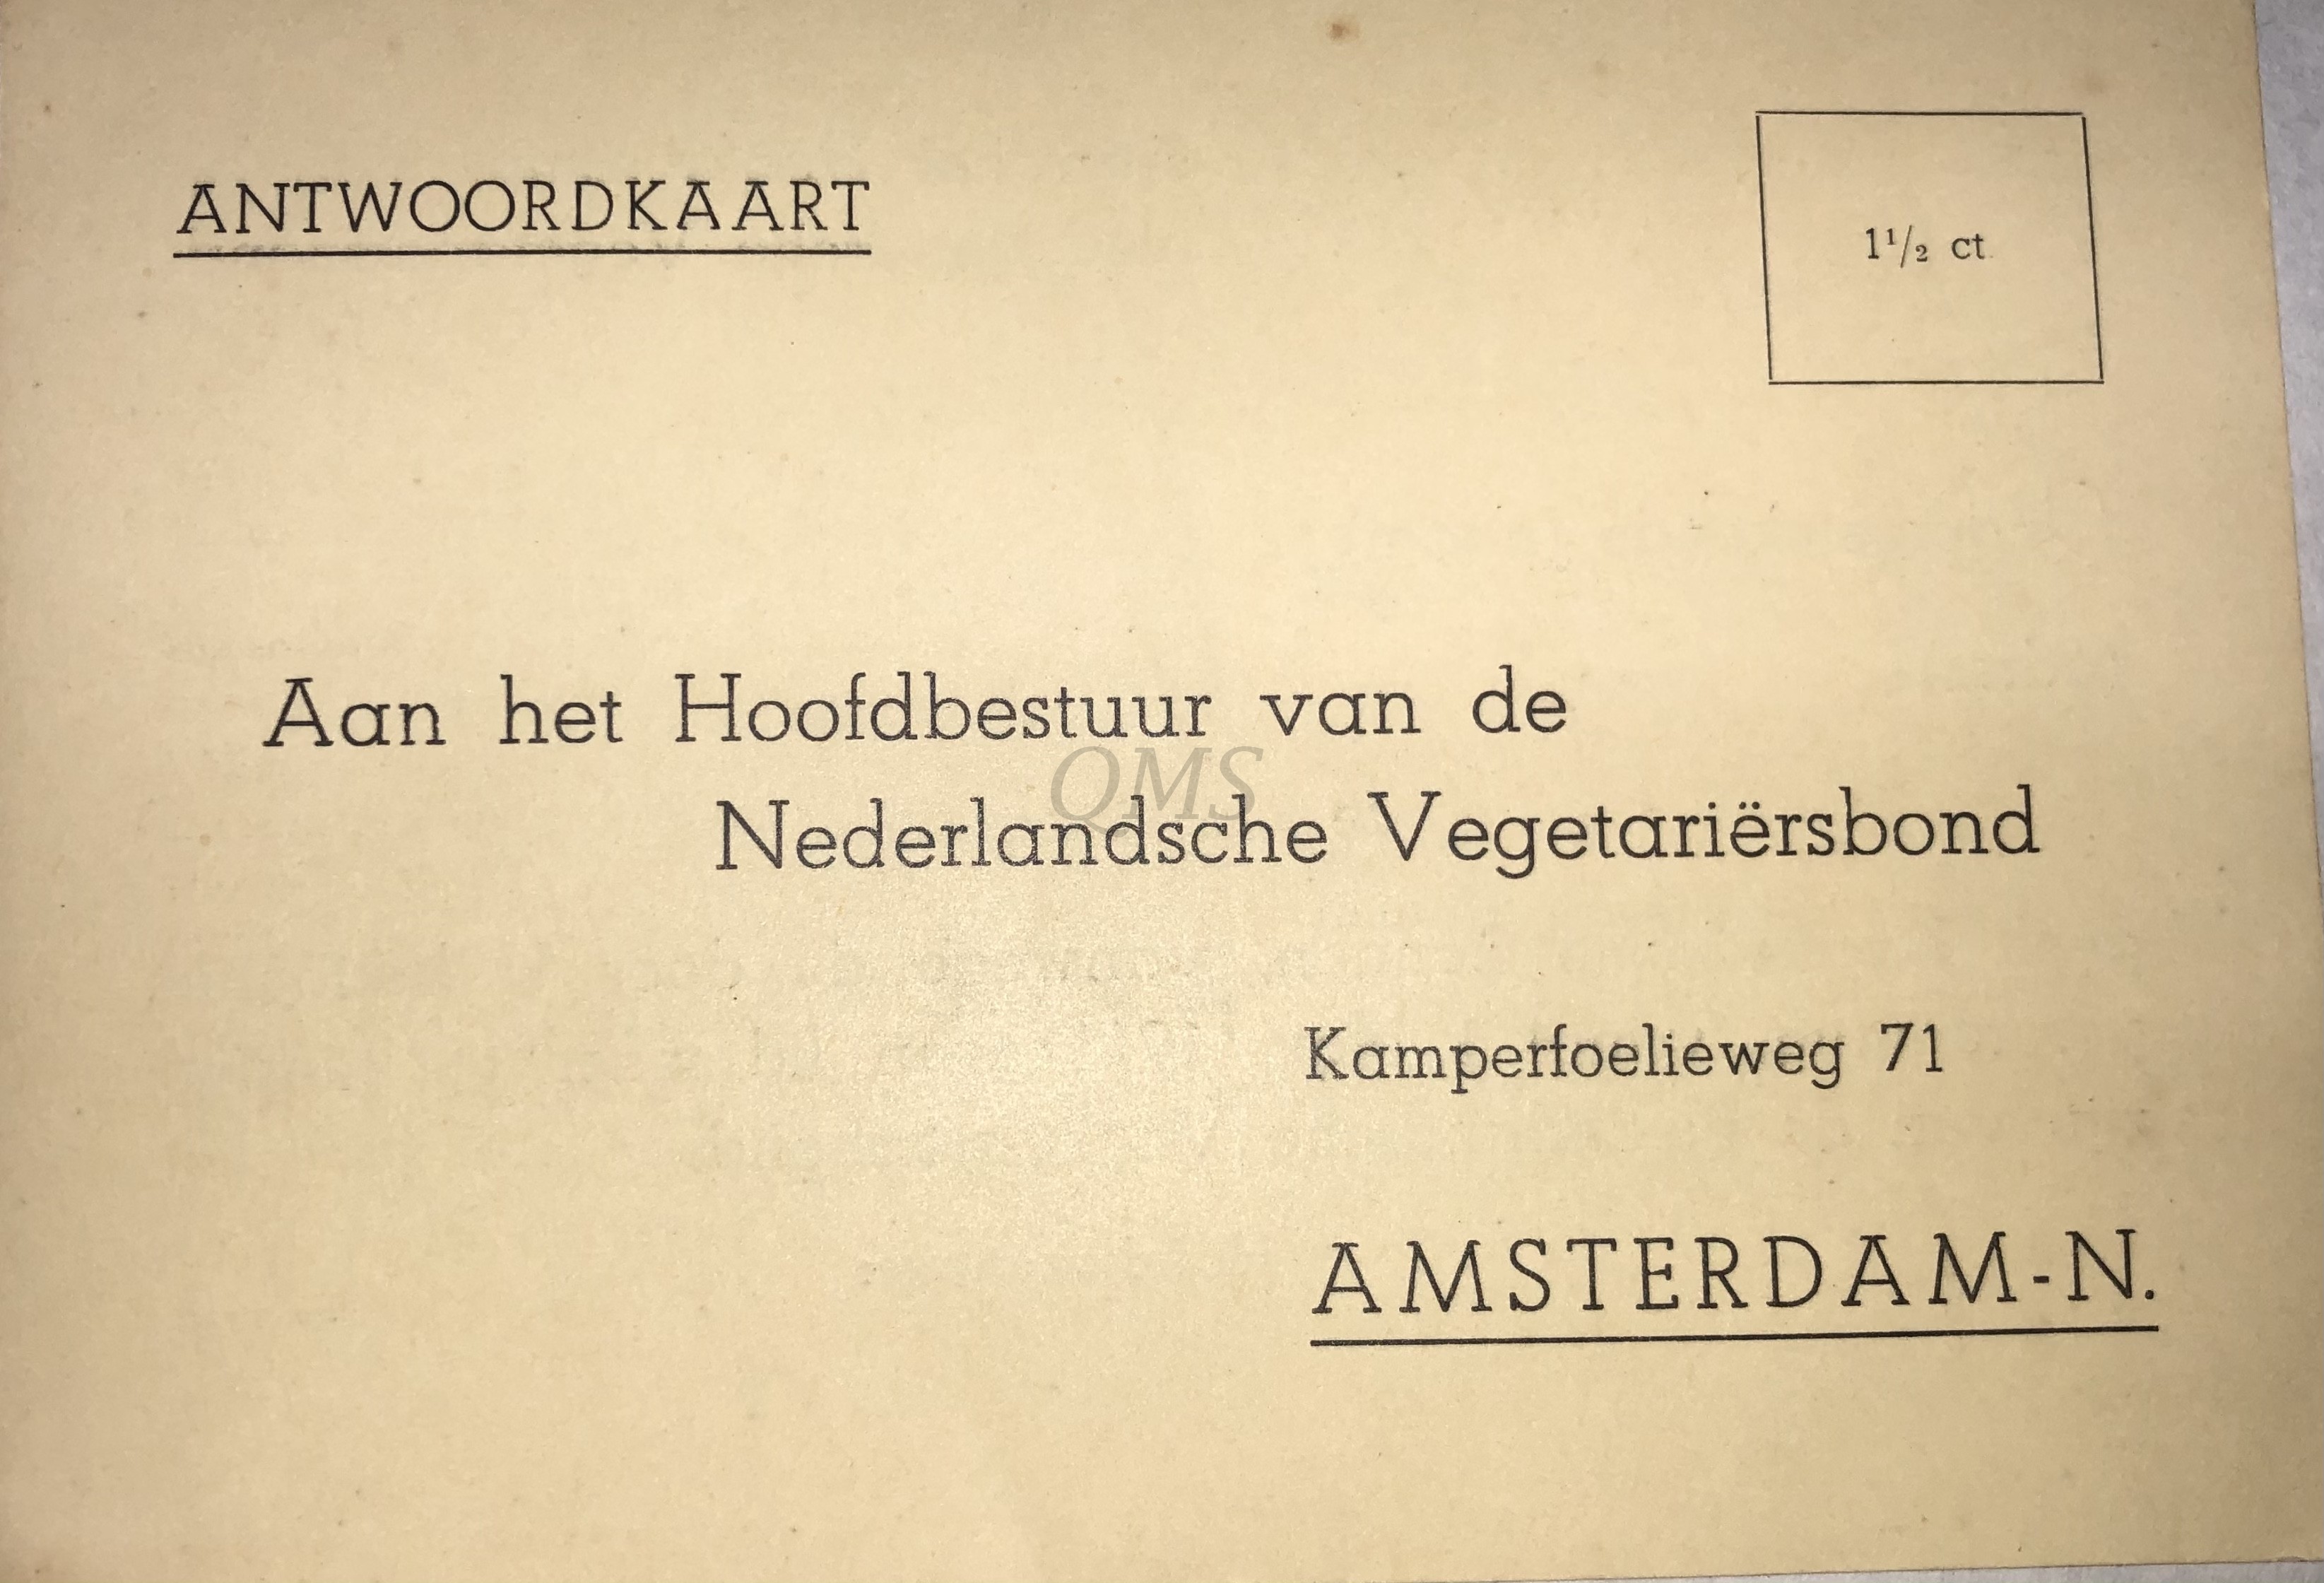 ANTWOORDKAART
1½ ct
Aan het Hoofdbestuur van de
QMS
Nederlandsche Vegetariërsbond
Kamperfoelieweg 71
AMSTERDAM-N.